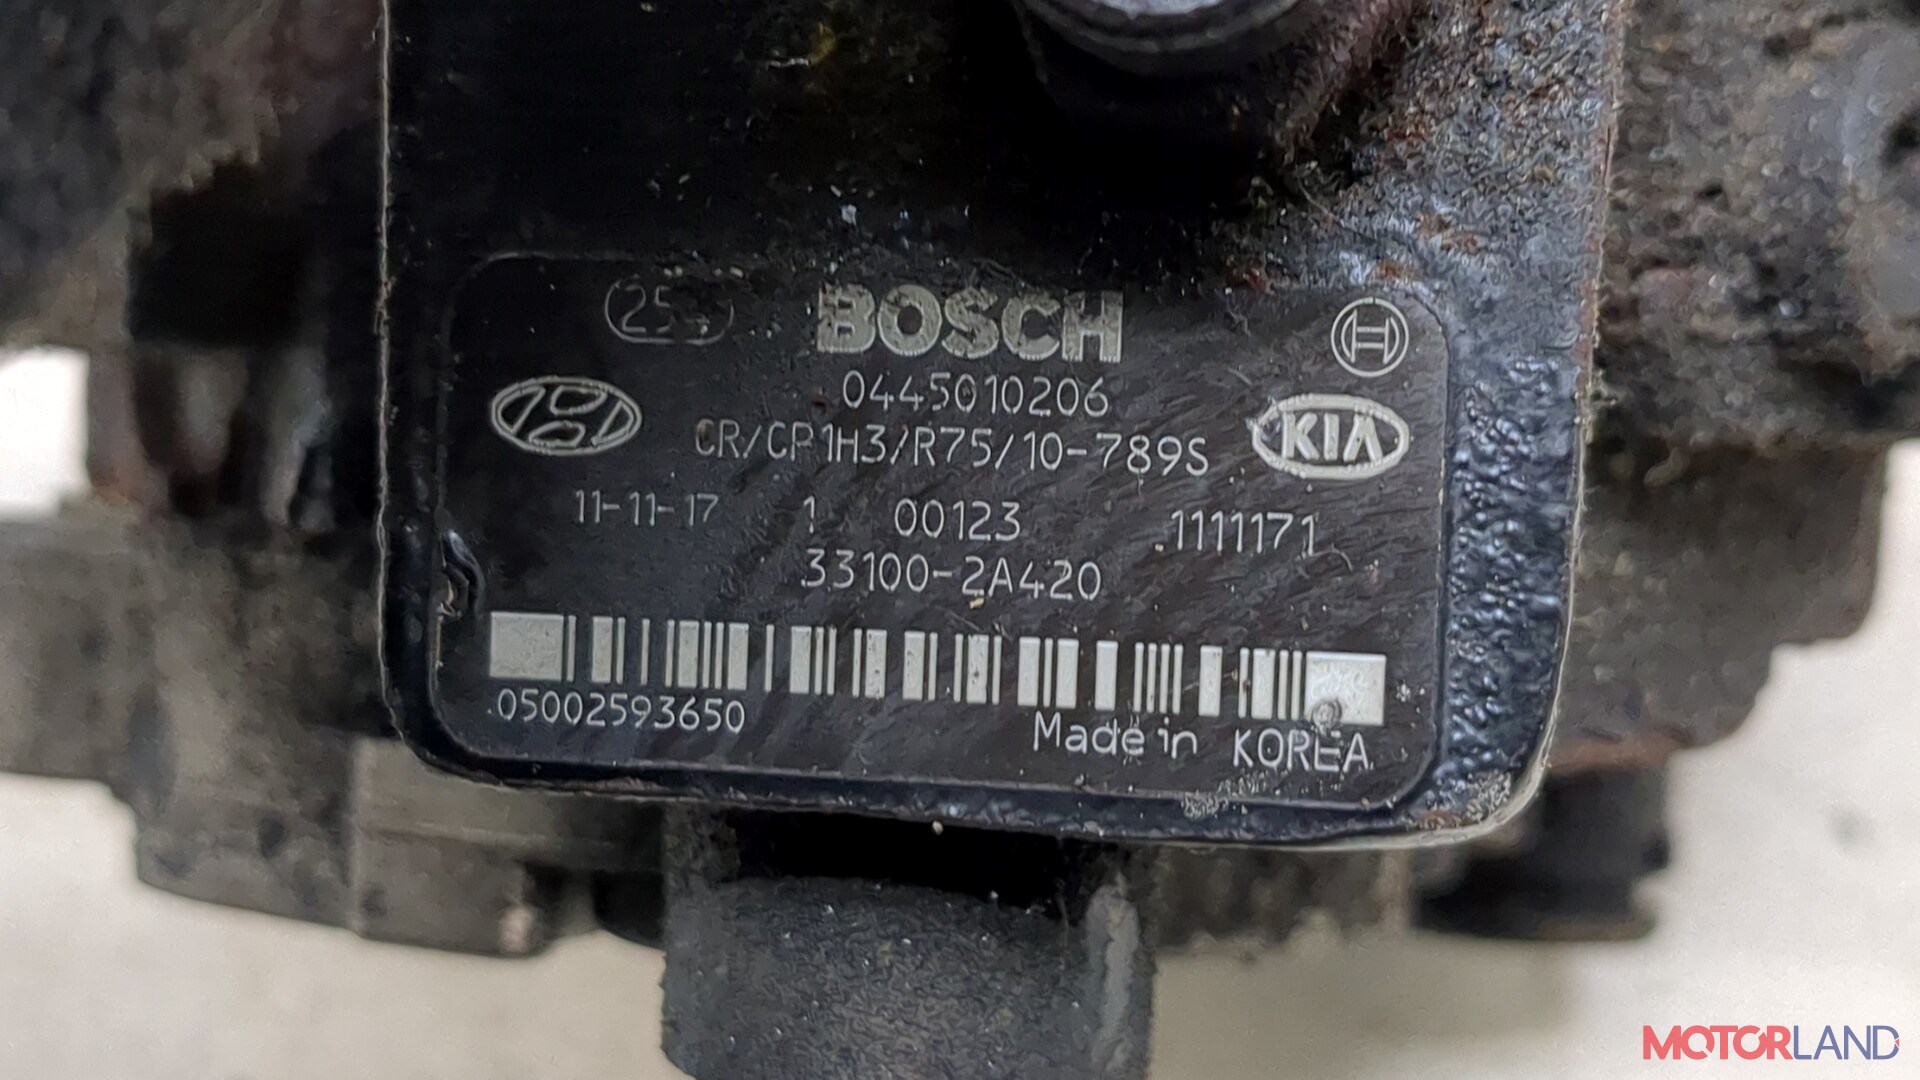 254 BOSCH
0445010206
CR/CP1H3/R75/10-789S KIA
11-11-17 1 00123 1111171
33100-2A420
05002593650
Made in KOREA
MOTORLAND